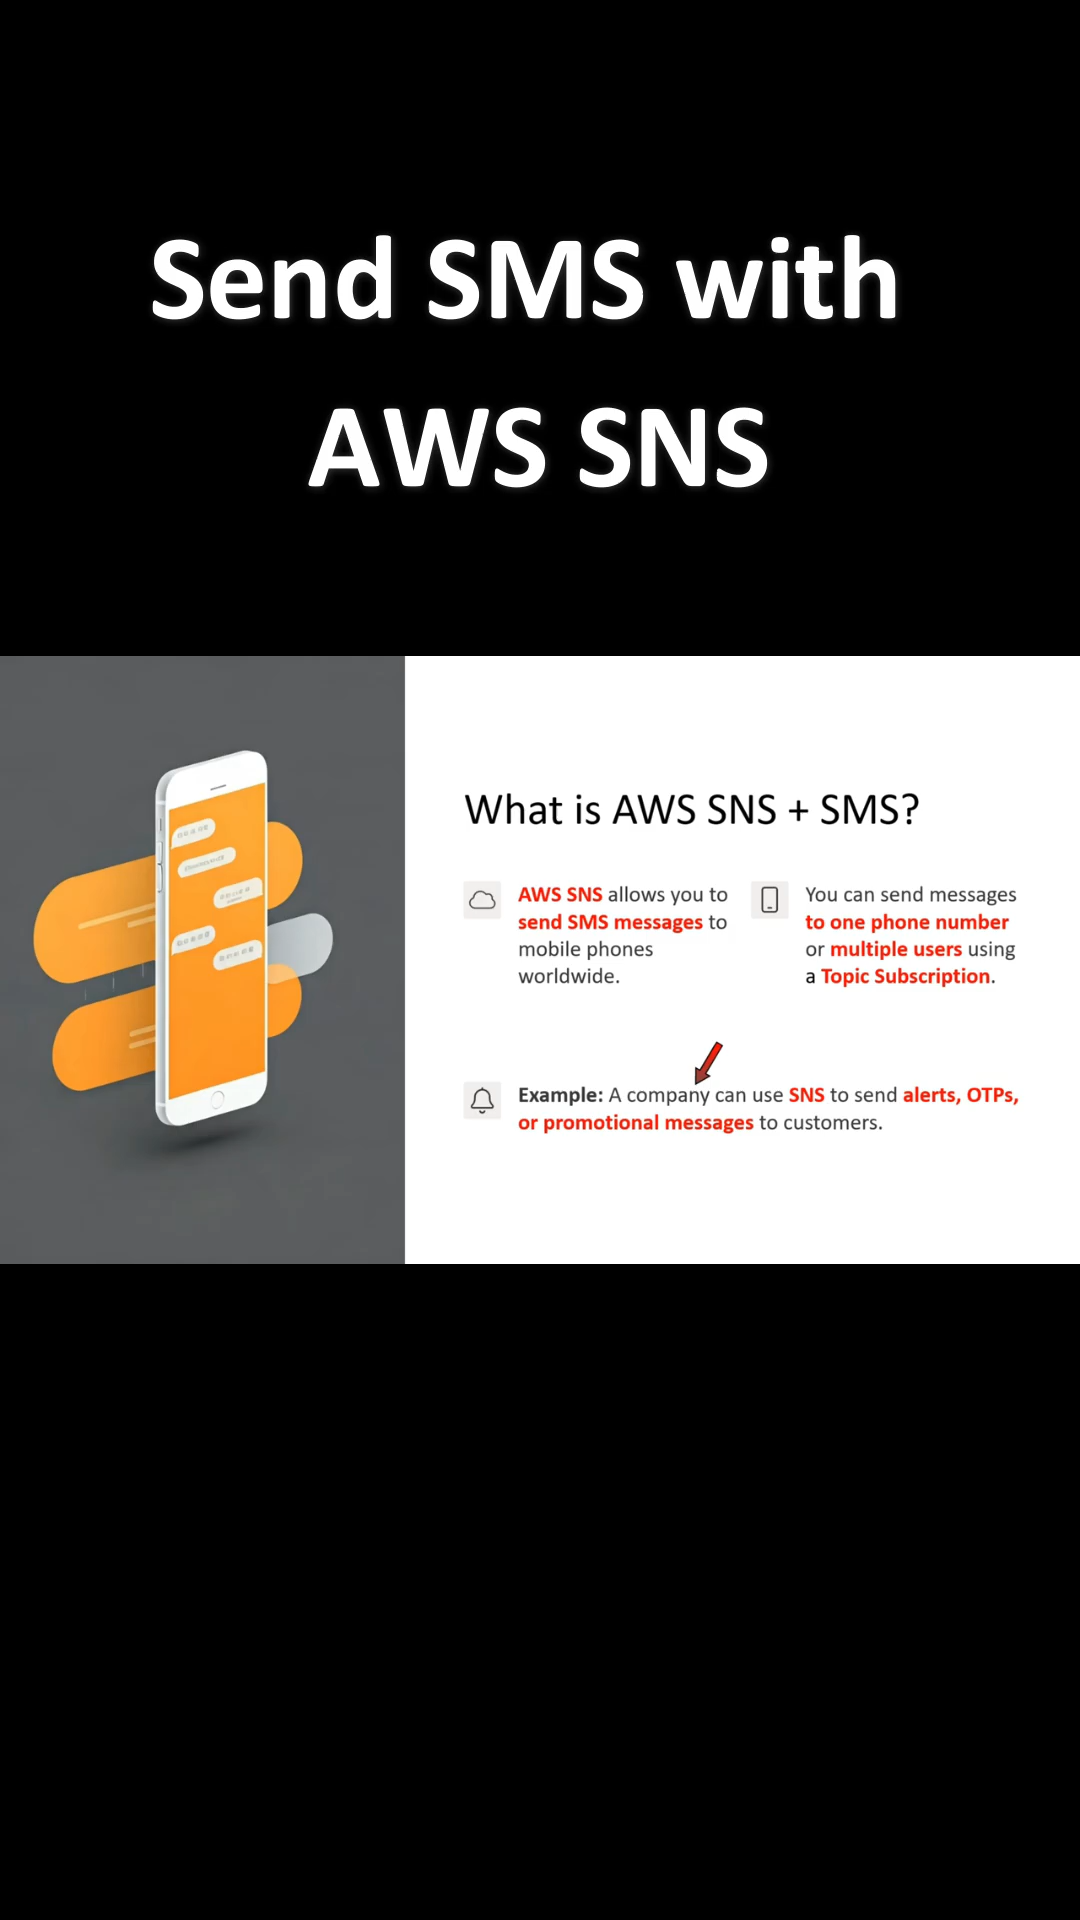 Send SMS with
AWS SNS
What is AWS SNS + SMS?
AWS SNS allows you to
send SMS messages to
mobile phones
worldwide.
You can send messages
to one phone number
or multiple users using
a Topic Subscription.
Example: A company can use SNS to send alerts, OTPs,
or promotional messages to customers.